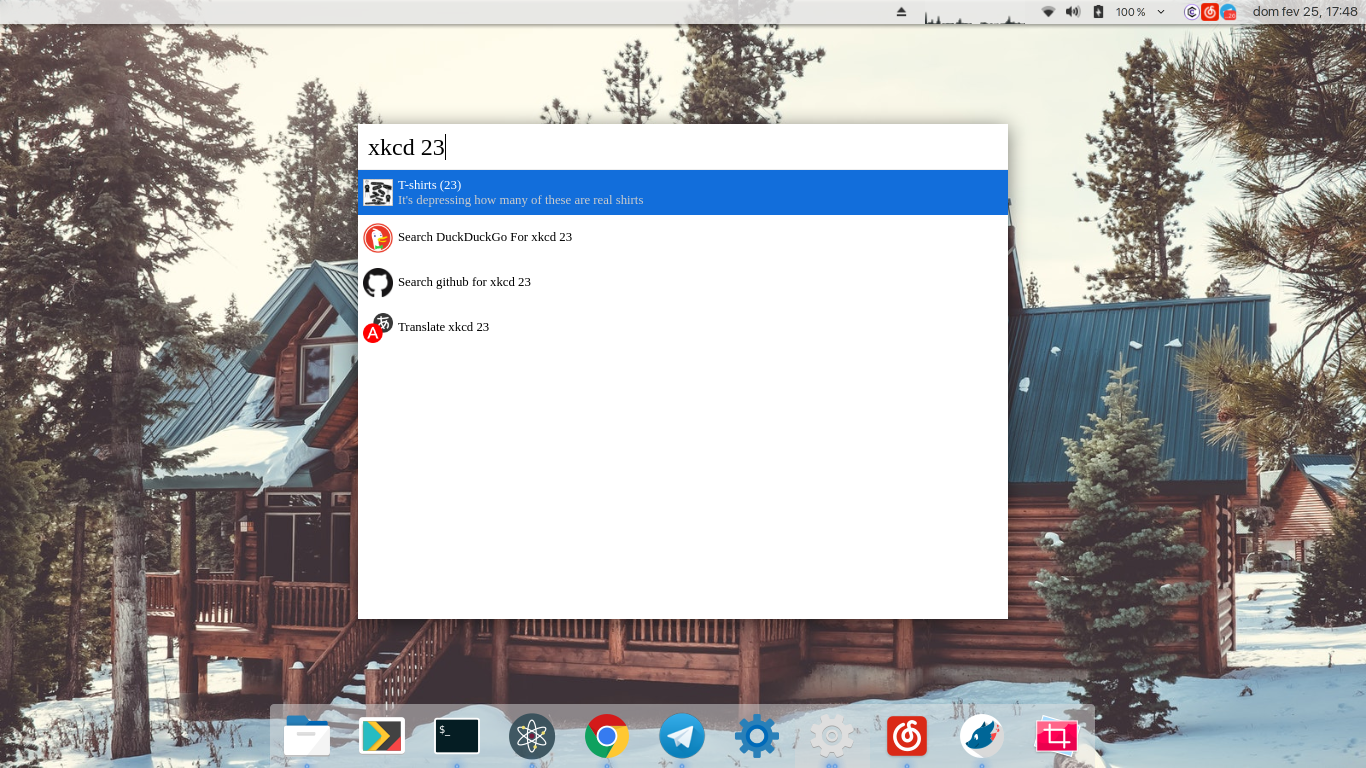 100 %
dom fev 25, 17:48
xkcd 23
T-shirts (23)
It's depressing how many of these are real shirts
Search DuckDuckGo For xkcd 23
Search github for xkcd 23
Translate xkcd 23
A
あ
$_